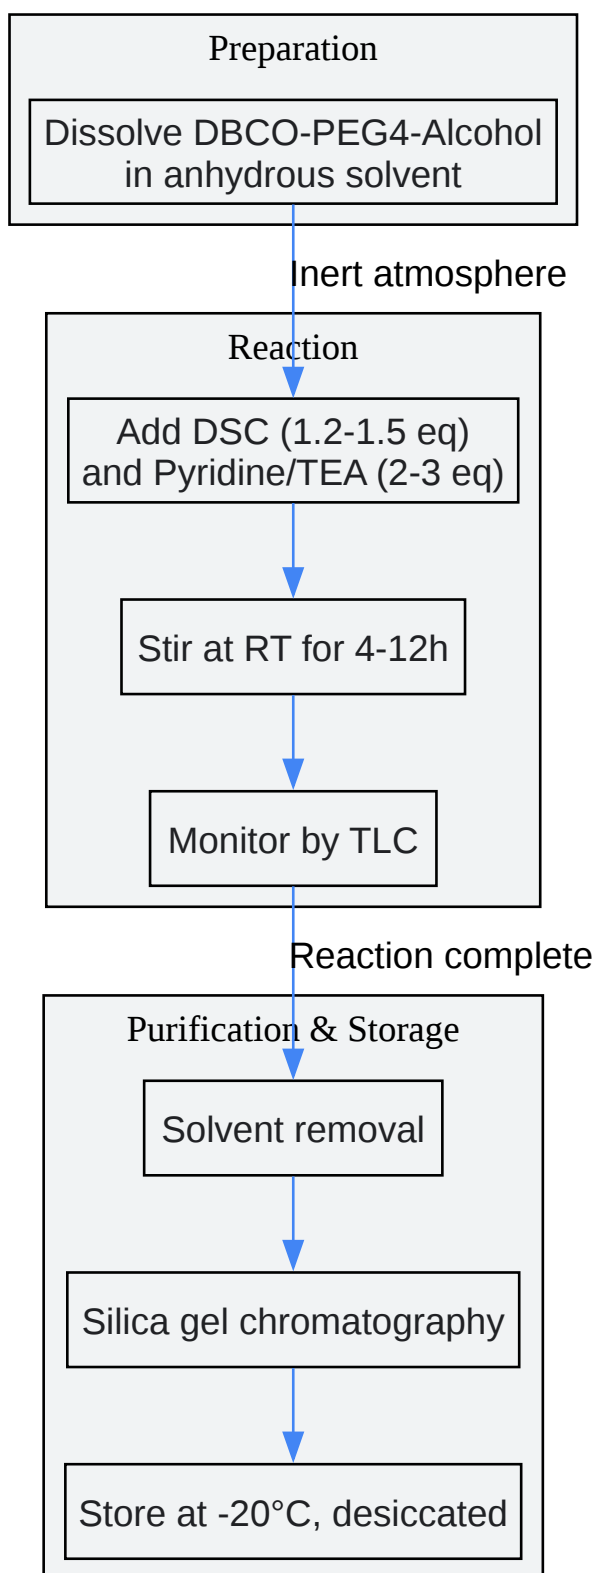 Preparation
Dissolve DBCO-PEG4-Alcohol
in anhydrous solvent
Inert atmosphere
Reaction
Add DSC (1.2-1.5 eq)
and Pyridine/TEA (2-3 eq)
Stir at RT for 4-12h
Monitor by TLC
Reaction complete
Purification & Storage
Solvent removal
Silica gel chromatography
Store at -20°C, desiccated